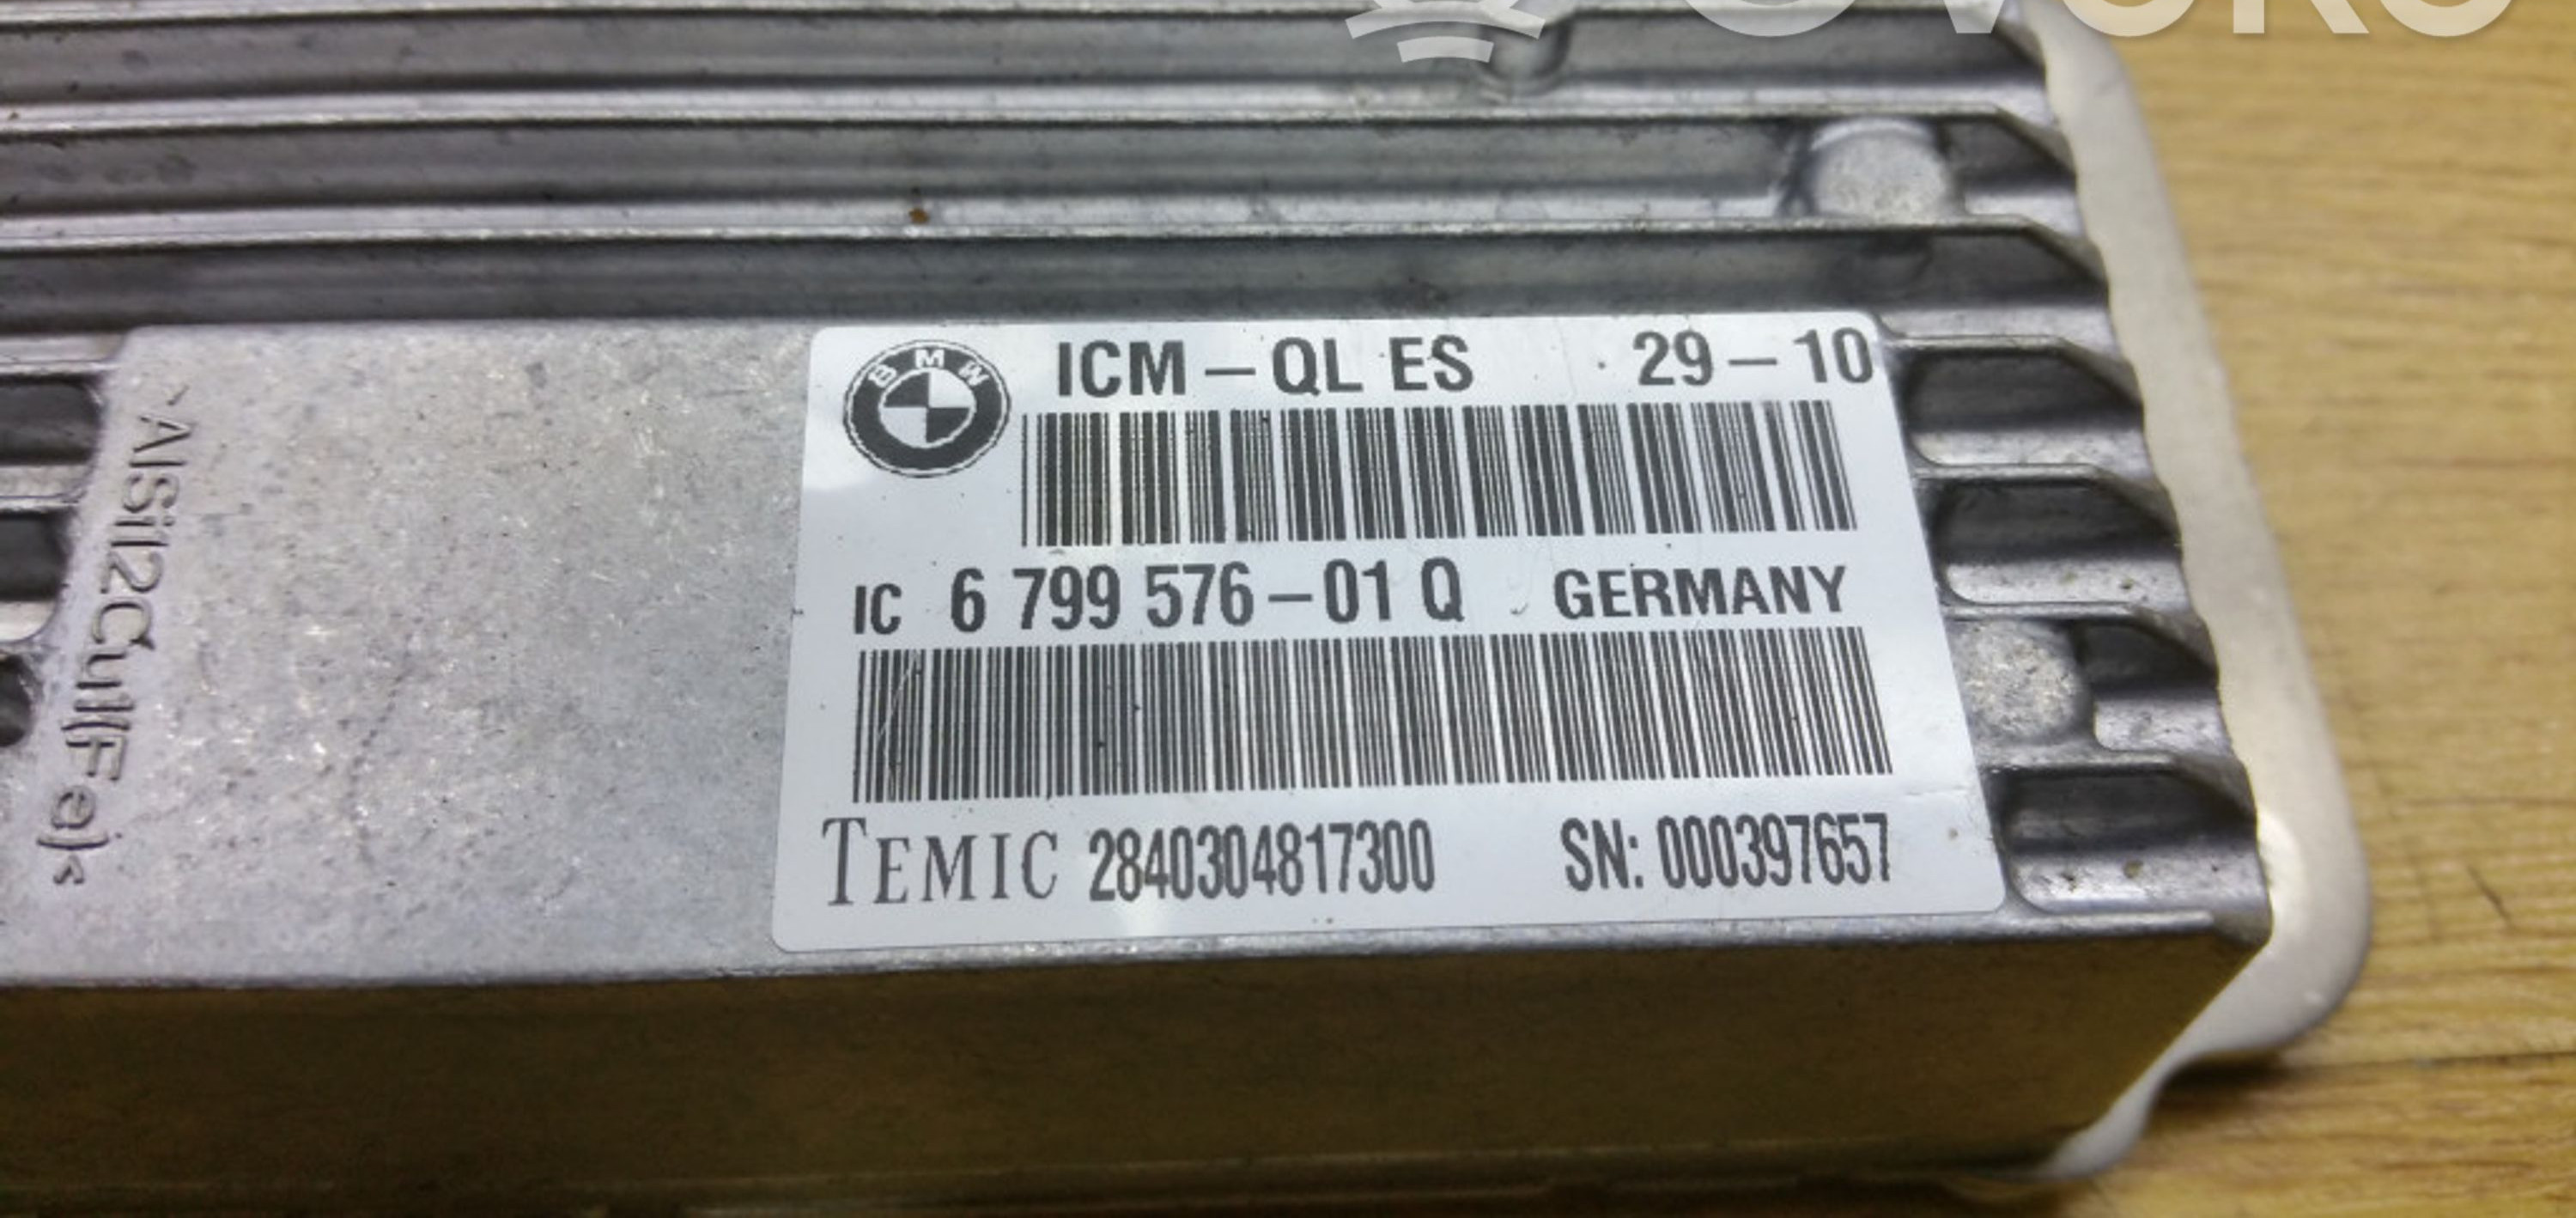 BMW
ICM-QL ES 29-10
IC 6 799 576-01 Q GERMANY
TEMIC 2840304817300 SN: 000397657
>AlSi12Cu1(Fe)<